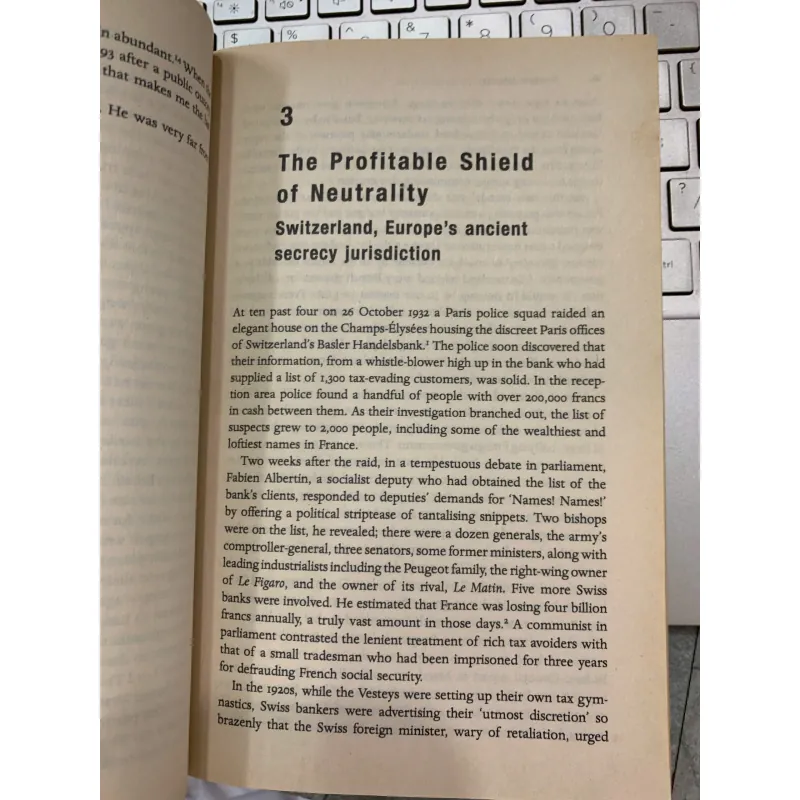 n abundant.¹⁴ When the
93 after a public
that makes me the
. He was very far from
3
The Profitable Shield
of Neutrality
Switzerland, Europe's ancient
secrecy jurisdiction
At ten past four on 26 October 1932 a Paris police squad raided an
elegant house on the Champs-Élysées housing the discreet Paris offices
of Switzerland's Basler Handelsbank.¹ The police soon discovered that
their information, from a whistle-blower high up in the bank who had
supplied a list of 1,300 tax-evading customers, was solid. In the recep-
tion area police found a handful of people with over 200,000 francs
in cash between them. As their investigation branched out, the list of
suspects grew to 2,000 people, including some of the wealthiest and
loftiest names in France.
Two weeks after the raid, in a tempestuous debate in parliament,
Fabien Albertin, a socialist deputy who had obtained the list of the
bank's clients, responded to deputies' demands for 'Names! Names!'
by offering a political striptease of tantalising snippets. Two bishops
were on the list, he revealed; there were a dozen generals, the army's
comptroller-general, three senators, some former ministers, along with
leading industrialists including the Peugeot family, the right-wing owner
of Le Figaro, and the owner of its rival, Le Matin. Five more Swiss
banks were involved. He estimated that France was losing four billion
francs annually, a truly vast amount in those days.² A communist in
parliament contrasted the lenient treatment of rich tax avoiders with
that of a small tradesman who had been imprisoned for three years
for defrauding French social security.
In the 1920s, while the Vesteys were setting up their own tax gym-
nastics, Swiss bankers were advertising their 'utmost discretion' so
brazenly that the Swiss foreign minister, wary of retaliation, urged
$ % ^ & 7 * 8 ( 9 ) 0
?
ctrl